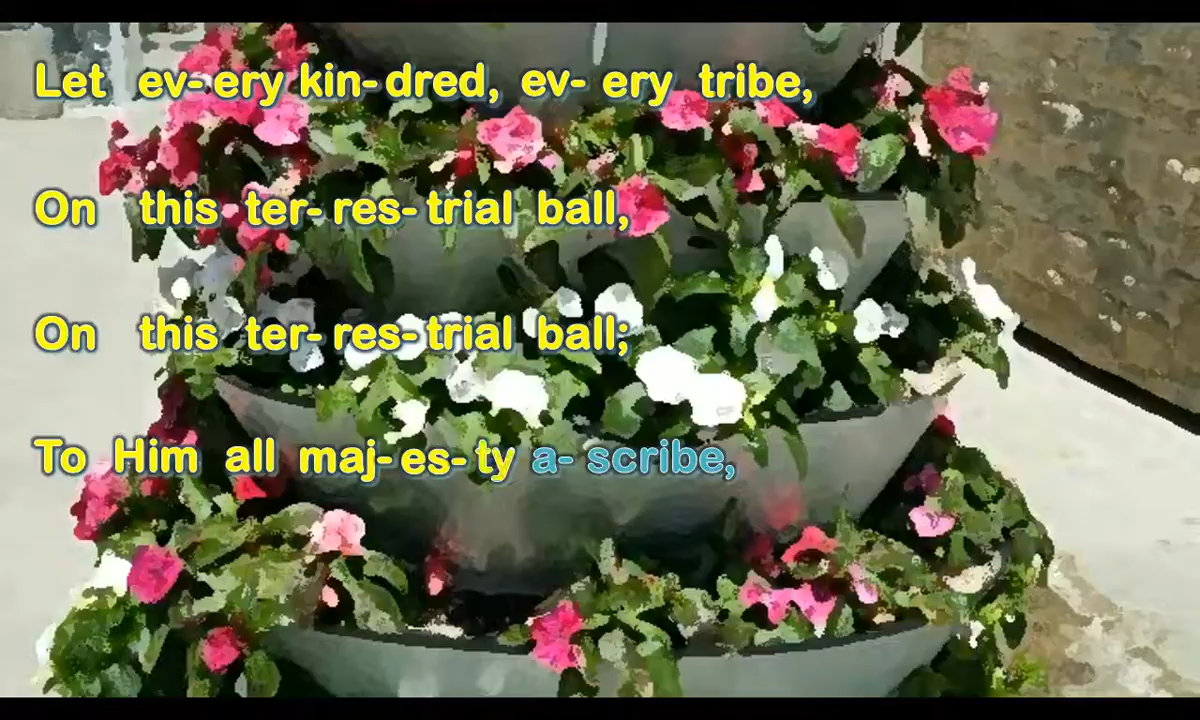 Let ev- ery kin- dred, ev- ery tribe,
On this ter- res- trial ball,
On this ter- res- trial ball;
To Him all maj- es- ty a- scribe,